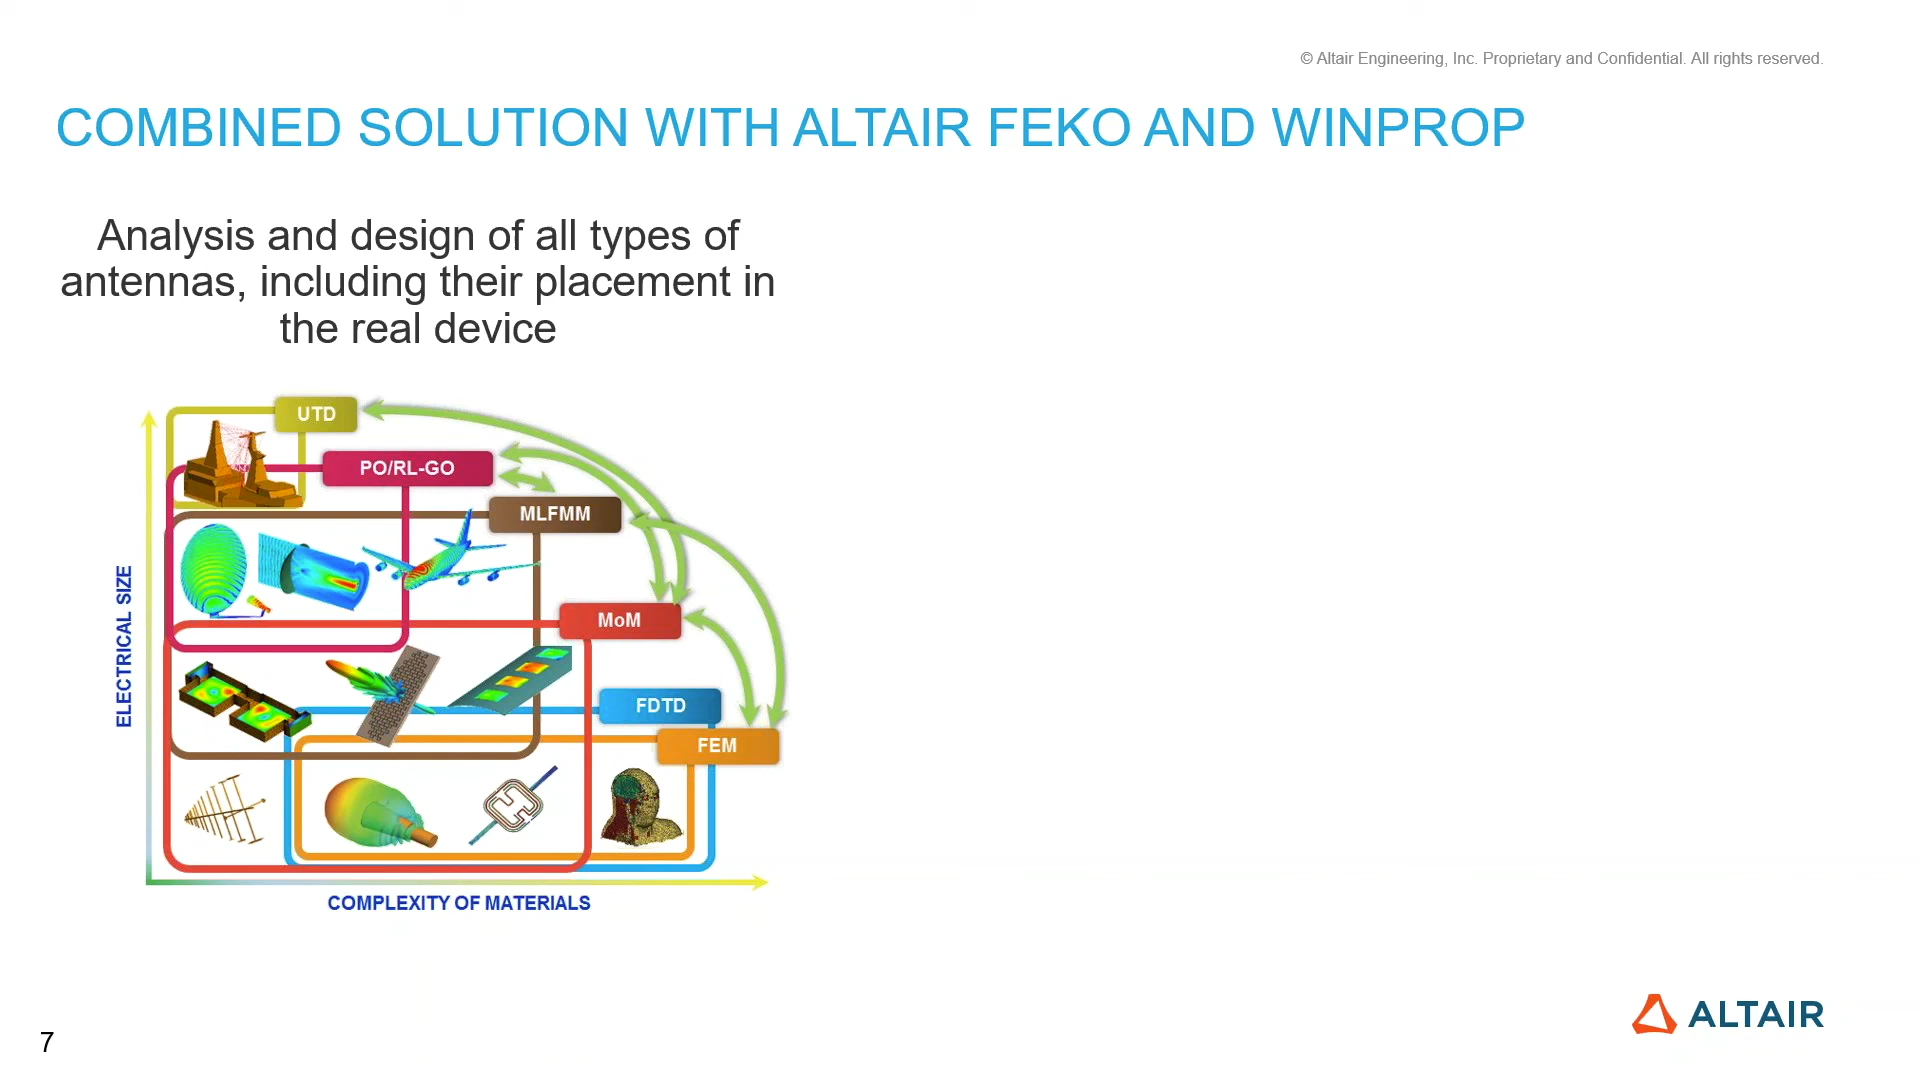 © Altair Engineering, Inc. Proprietary and Confidential. All rights reserved.
COMBINED SOLUTION WITH ALTAIR FEKO AND WINPROP
Analysis and design of all types of
antennas, including their placement in
the real device
UTD
PO/RL-GO
MLFMM
MoM
FDTD
FEM
ELECTRICAL SIZE
COMPLEXITY OF MATERIALS
ALTAIR
7